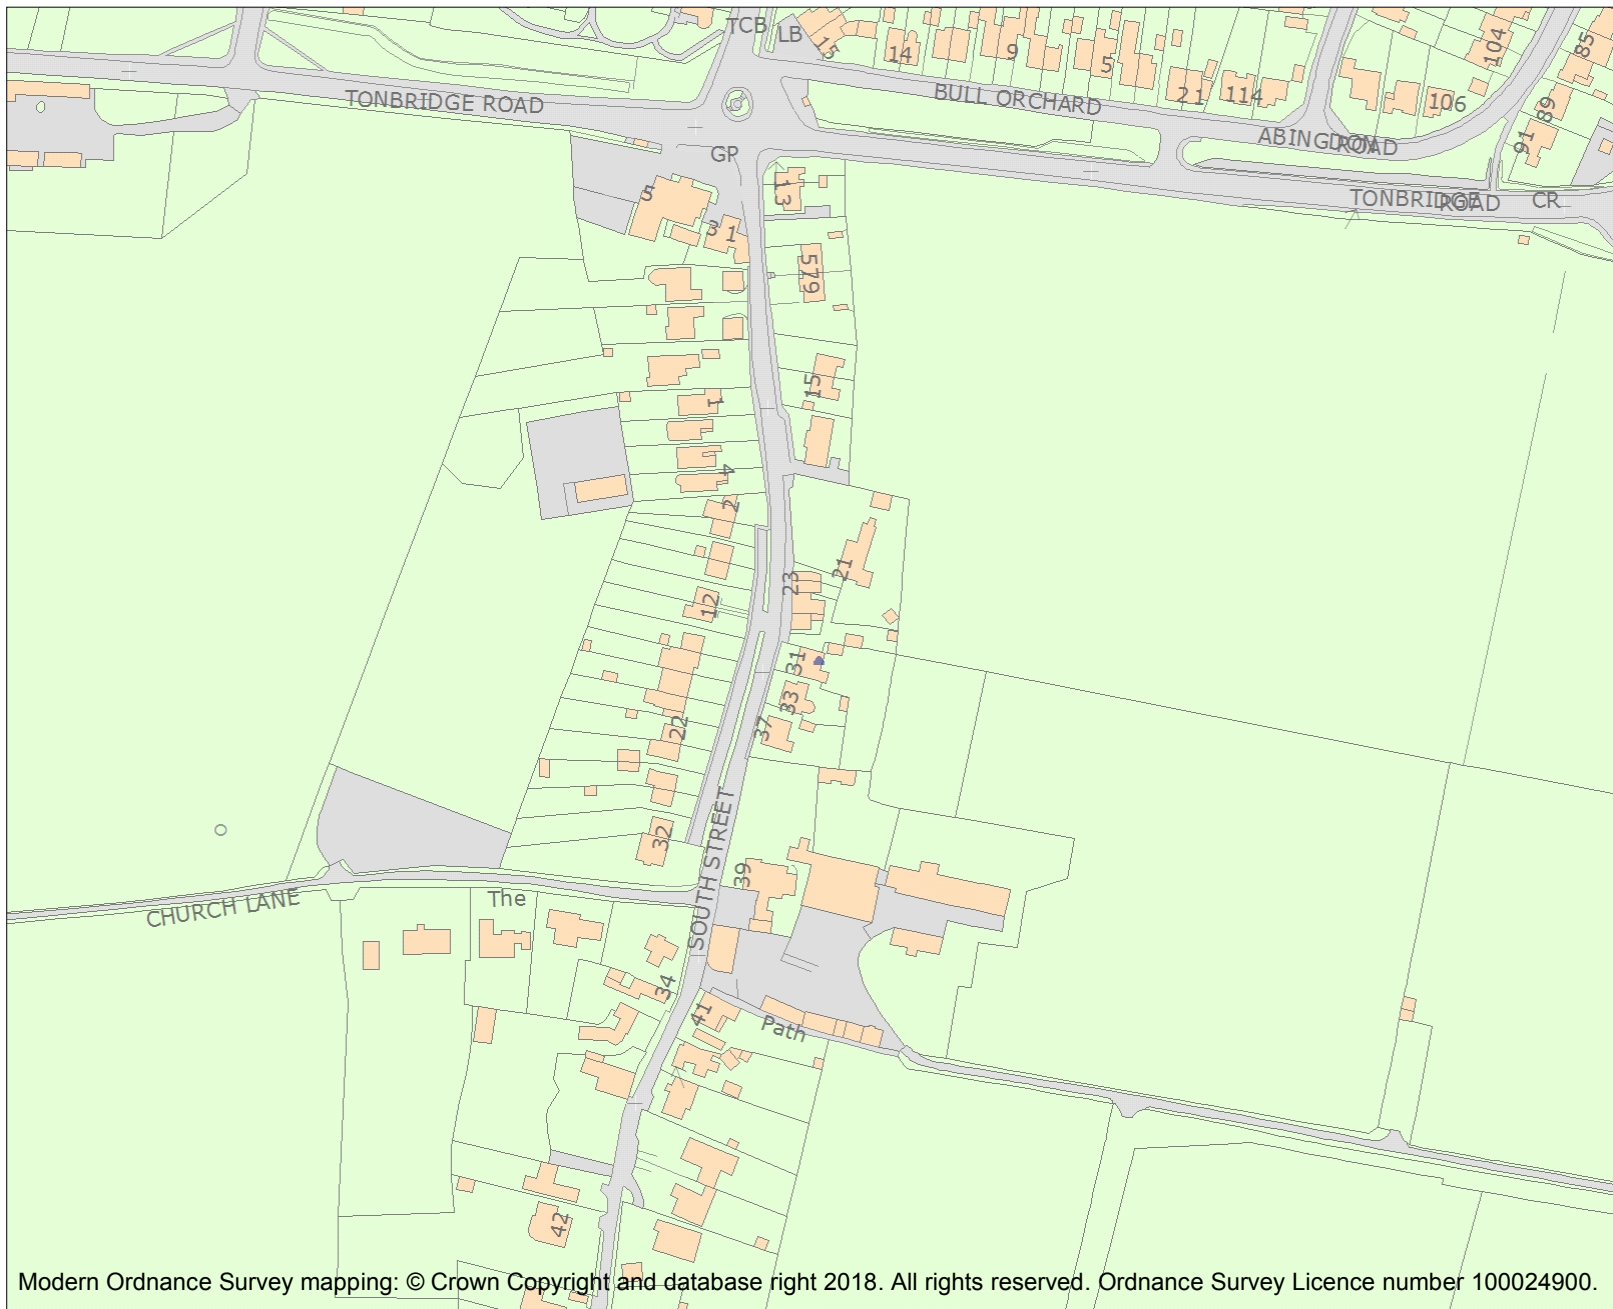 TCB
LB
15
14
9
5
21
114
104
106
85
89
91
TONBRIDGE ROAD
BULL ORCHARD
ABINGDON ROAD
GP
13
5
3 1
TONBRIDGE ROAD
CR
579
15
1
4
2
21
23
12
31
33
37
22
32
SOUTH STREET
39
The
CHURCH LANE
34
41
Path
42
Modern Ordnance Survey mapping: © Crown Copyright and database right 2018. All rights reserved. Ordnance Survey Licence number 100024900.